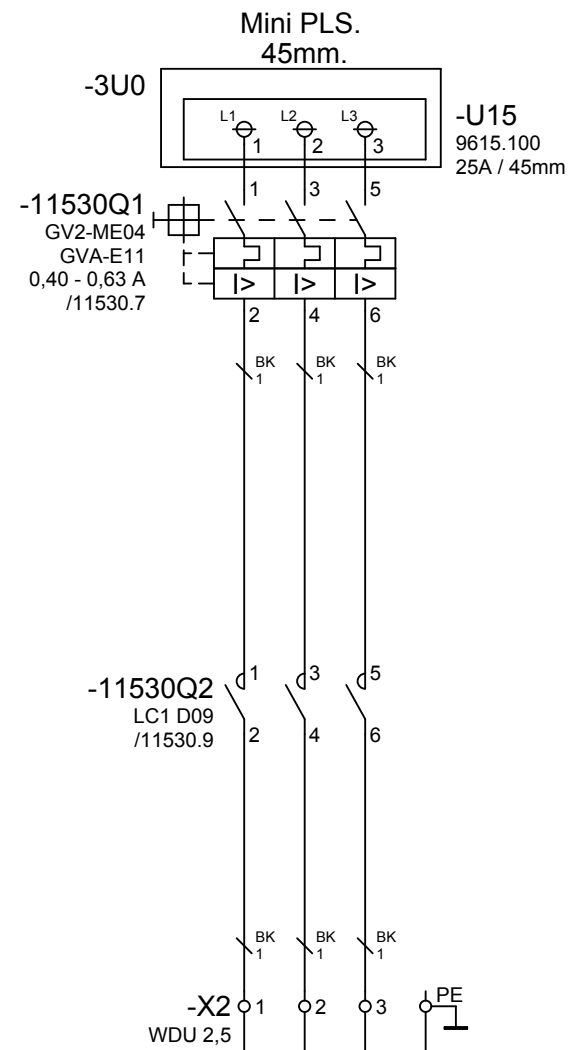 Mini PLS.
45mm.
-3U0
L1 L2 L3
1 2 3
-U15
9615.100
25A / 45mm
1 3 5
-11530Q1
GV2-ME04
GVA-E11
0,40 - 0,63 A
/11530.7
I> I> I>
2 4 6
BK BK BK
1 1 1
1 3 5
-11530Q2
LC1 D09
/11530.9
2 4 6
BK BK BK
1 1 1
-X2 1 2 3 PE
WDU 2,5